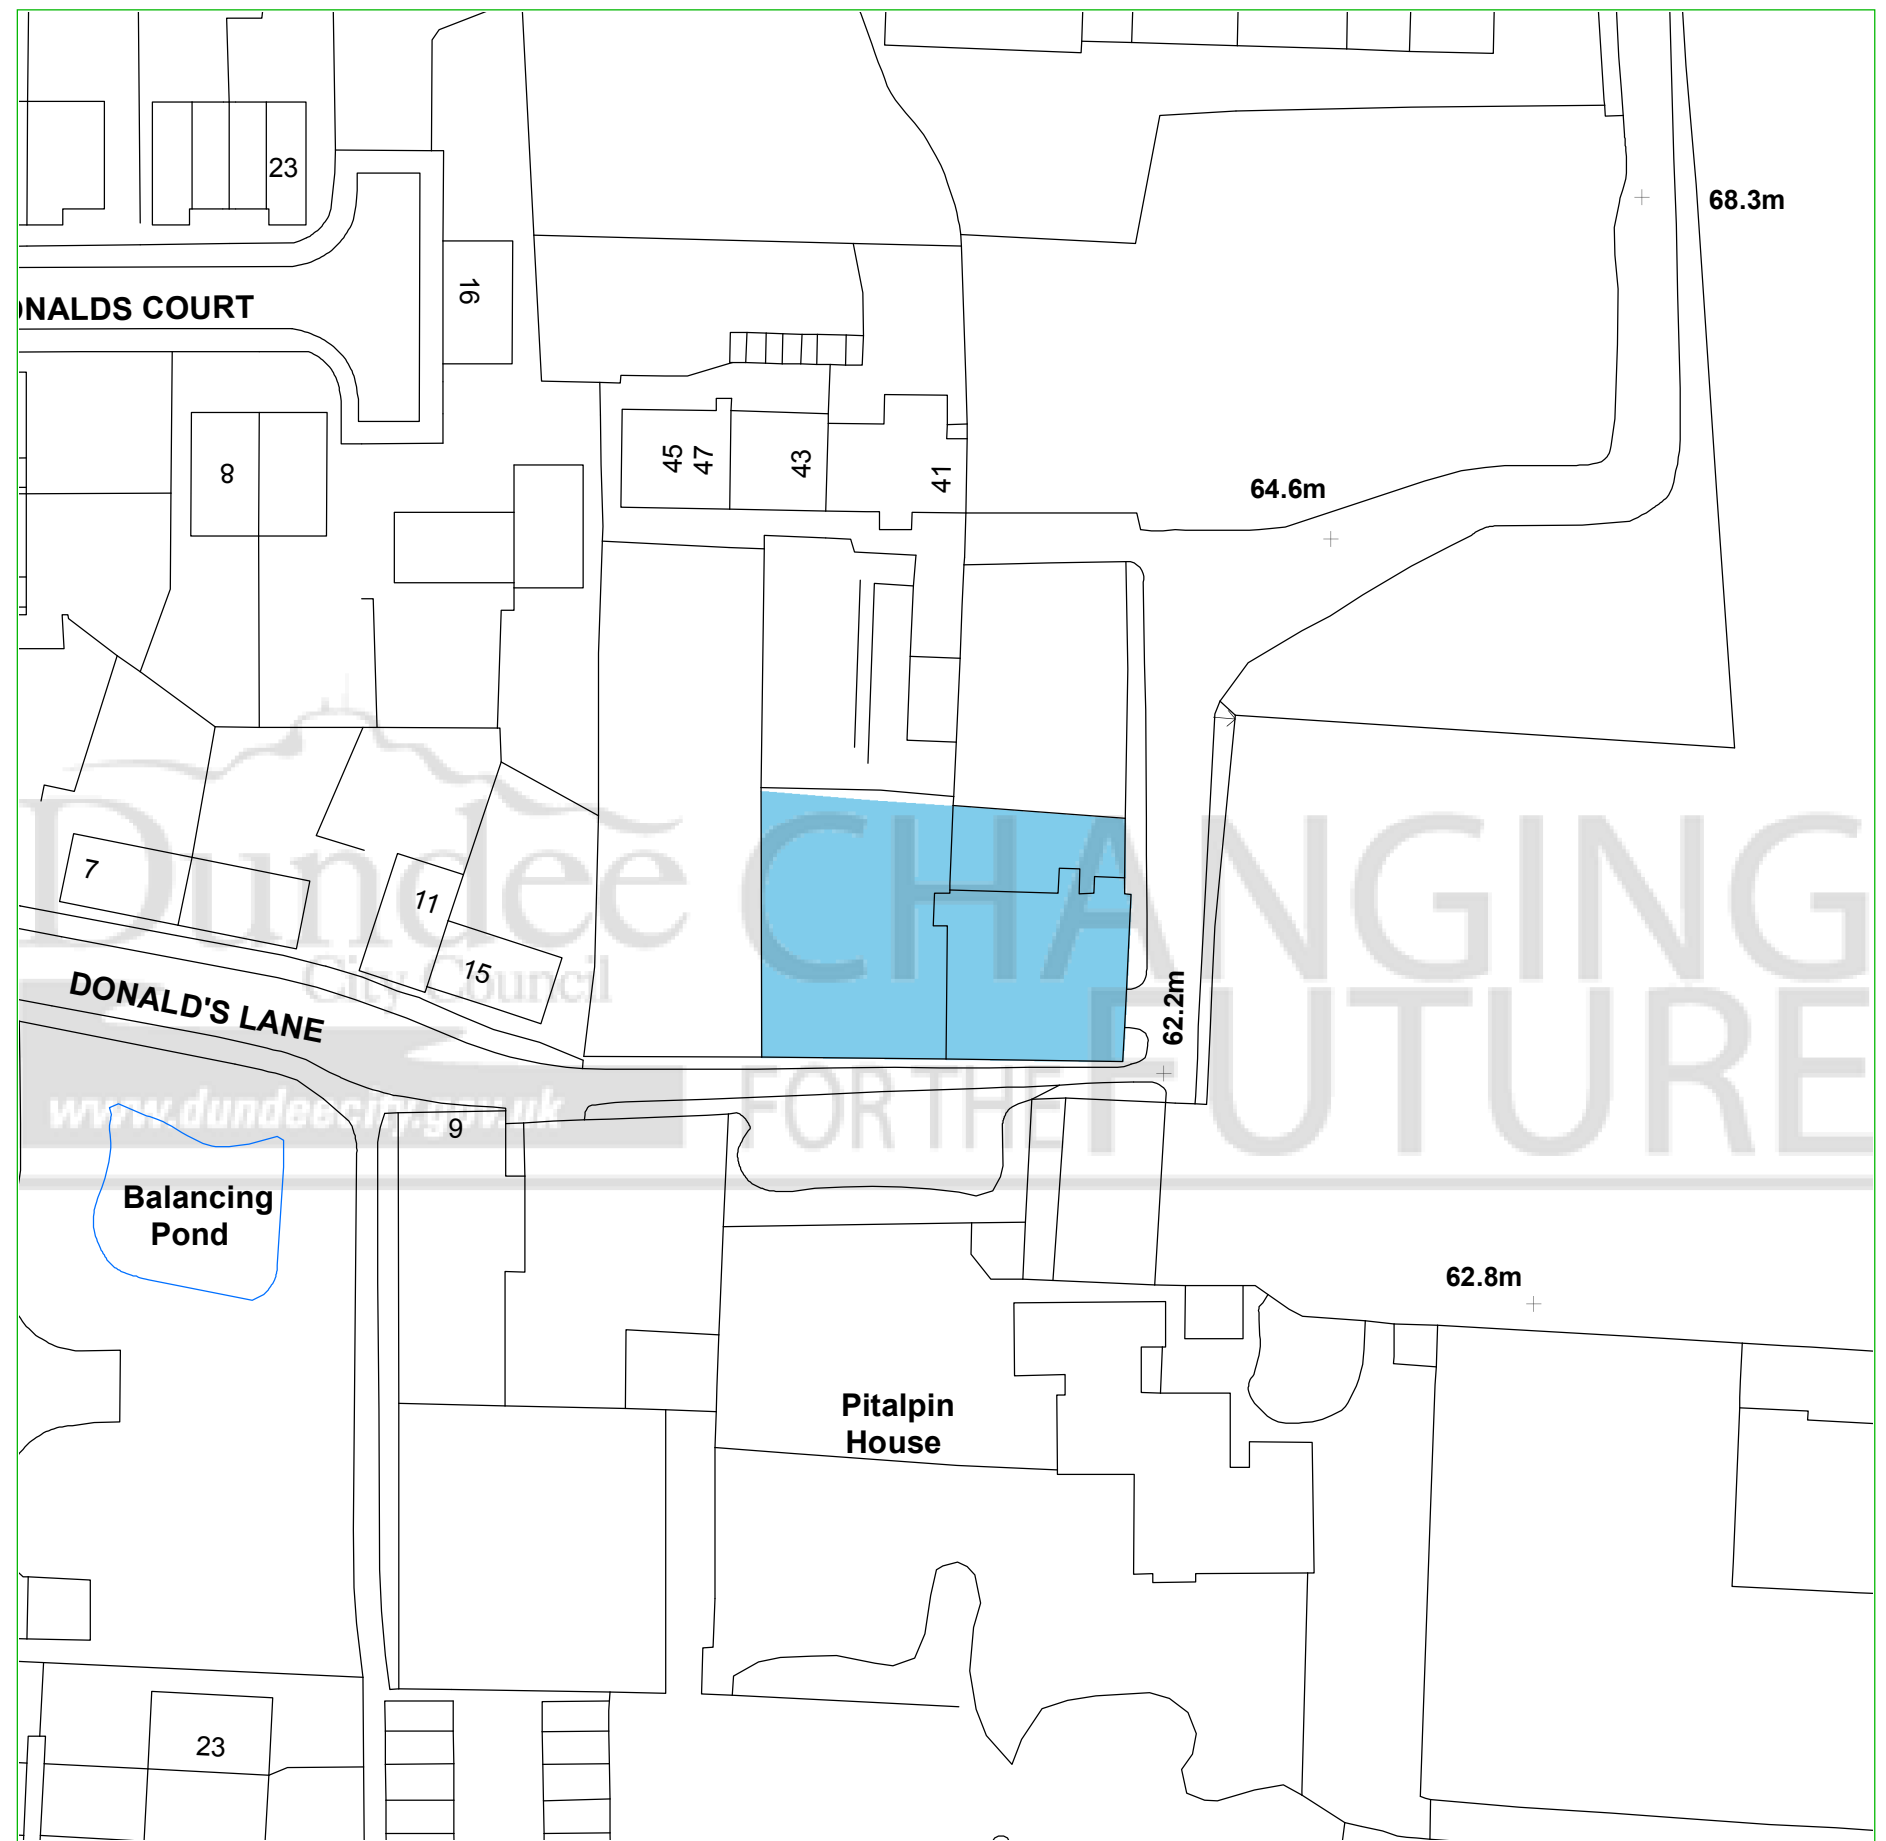 23
68.3m
16
ONALDS COURT
45
47
43
41
8
64.6m
7
11
15
Dundee
City Council
www.dundeecity.gov.uk
CHANGING
FOR THE FUTURE
DONALD'S LANE
62.2m
9
Balancing
Pond
62.8m
Pitalpin
House
23